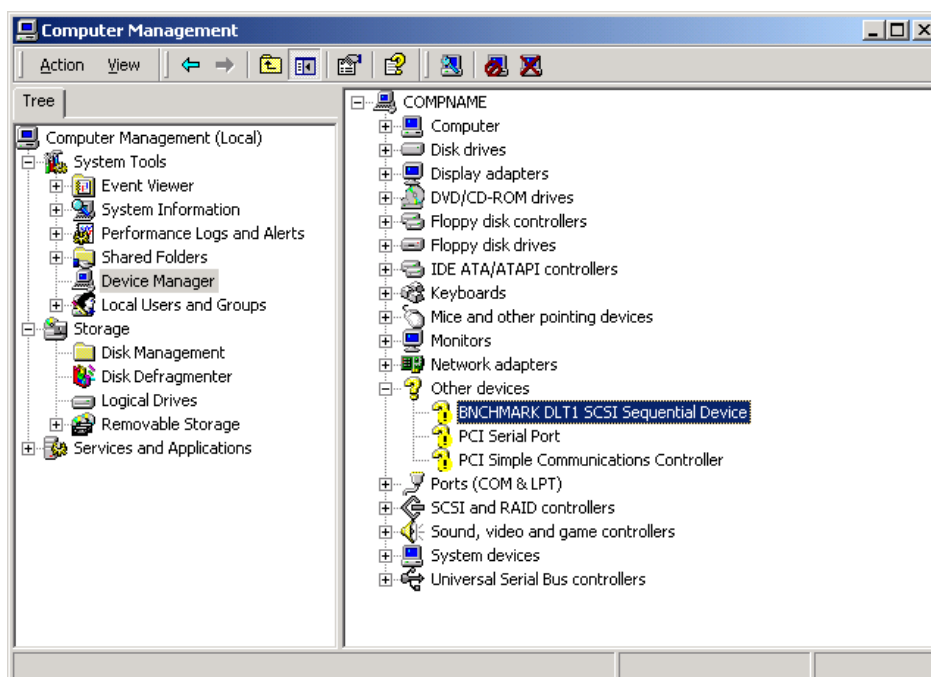 Computer Management
Action View
Tree
Computer Management (Local)
System Tools
Event Viewer
System Information
Performance Logs and Alerts
Shared Folders
Device Manager
Local Users and Groups
Storage
Disk Management
Disk Defragmenter
Logical Drives
Removable Storage
Services and Applications
COMPNAME
Computer
Disk drives
Display adapters
DVD/CD-ROM drives
Floppy disk controllers
Floppy disk drives
IDE ATA/ATAPI controllers
Keyboards
Mice and other pointing devices
Monitors
Network adapters
Other devices
BNCHMARK DLT1 SCSI Sequential Device
PCI Serial Port
PCI Simple Communications Controller
Ports (COM & LPT)
SCSI and RAID controllers
Sound, video and game controllers
System devices
Universal Serial Bus controllers